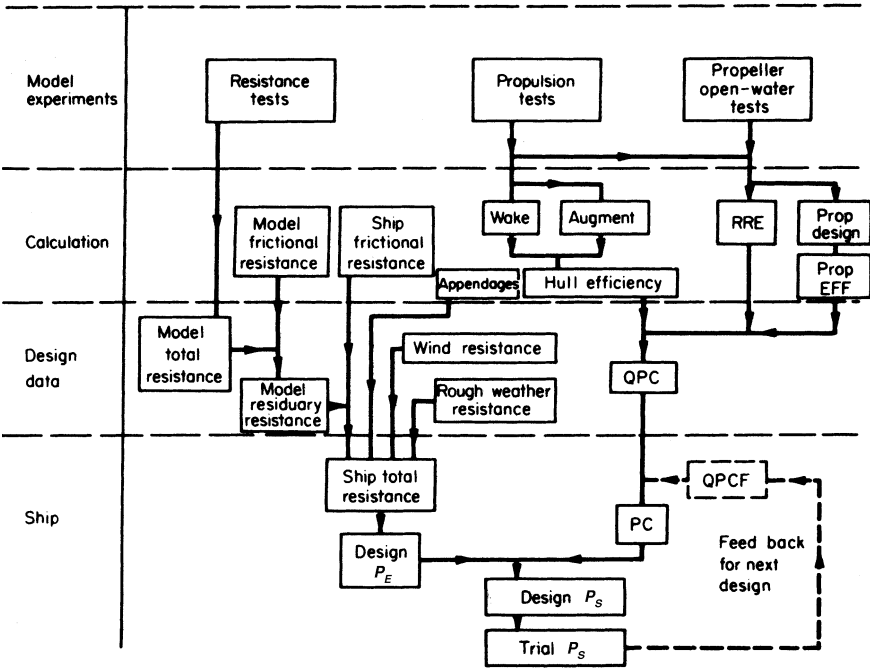 Model
experiments
Resistance
tests
Propulsion
tests
Propeller
open-water
tests
Calculation
Model
frictional
resistance
Ship
frictional
resistance
Wake
Augment
RRE
Prop
design
Appendages
Hull efficiency
Prop
EFF
Design
data
Model
total
resistance
Wind resistance
Model
residuary
resistance
Rough weather
resistance
QPC
Ship
Ship total
resistance
QPCF
PC
Design
P_E
Feed back
for next
design
Design P_S
Trial P_S